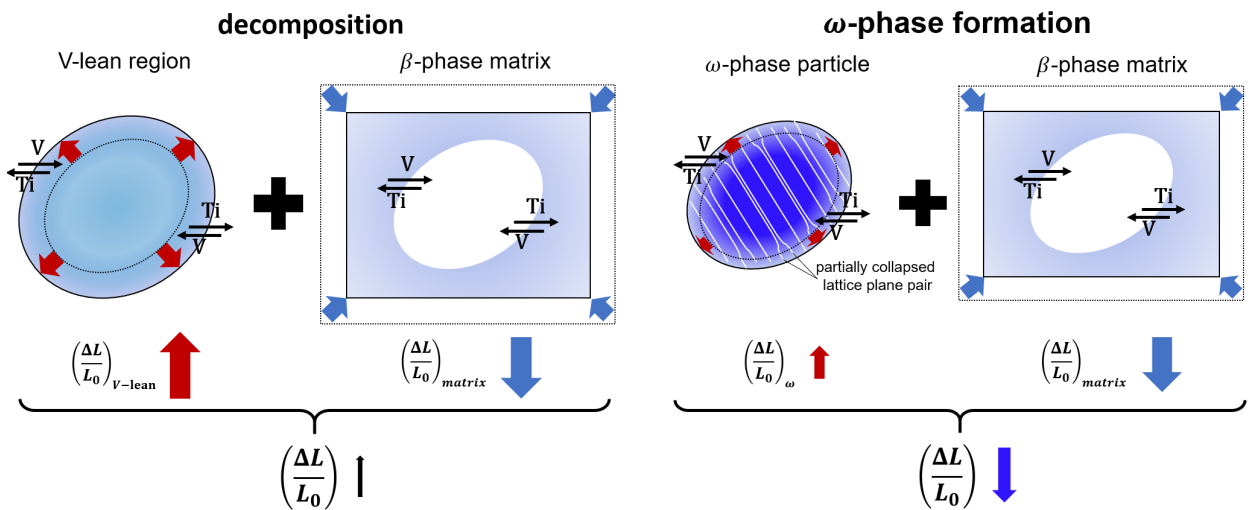 decomposition
V-lean region
β-phase matrix
V
Ti
Ti
V
V
Ti
Ti
V
(ΔL/L₀)V−lean
(ΔL/L₀)matrix
(ΔL/L₀)
ω-phase formation
ω-phase particle
β-phase matrix
V
Ti
Ti
V
partially collapsed
lattice plane pair
V
Ti
Ti
V
(ΔL/L₀)ω
(ΔL/L₀)matrix
(ΔL/L₀)